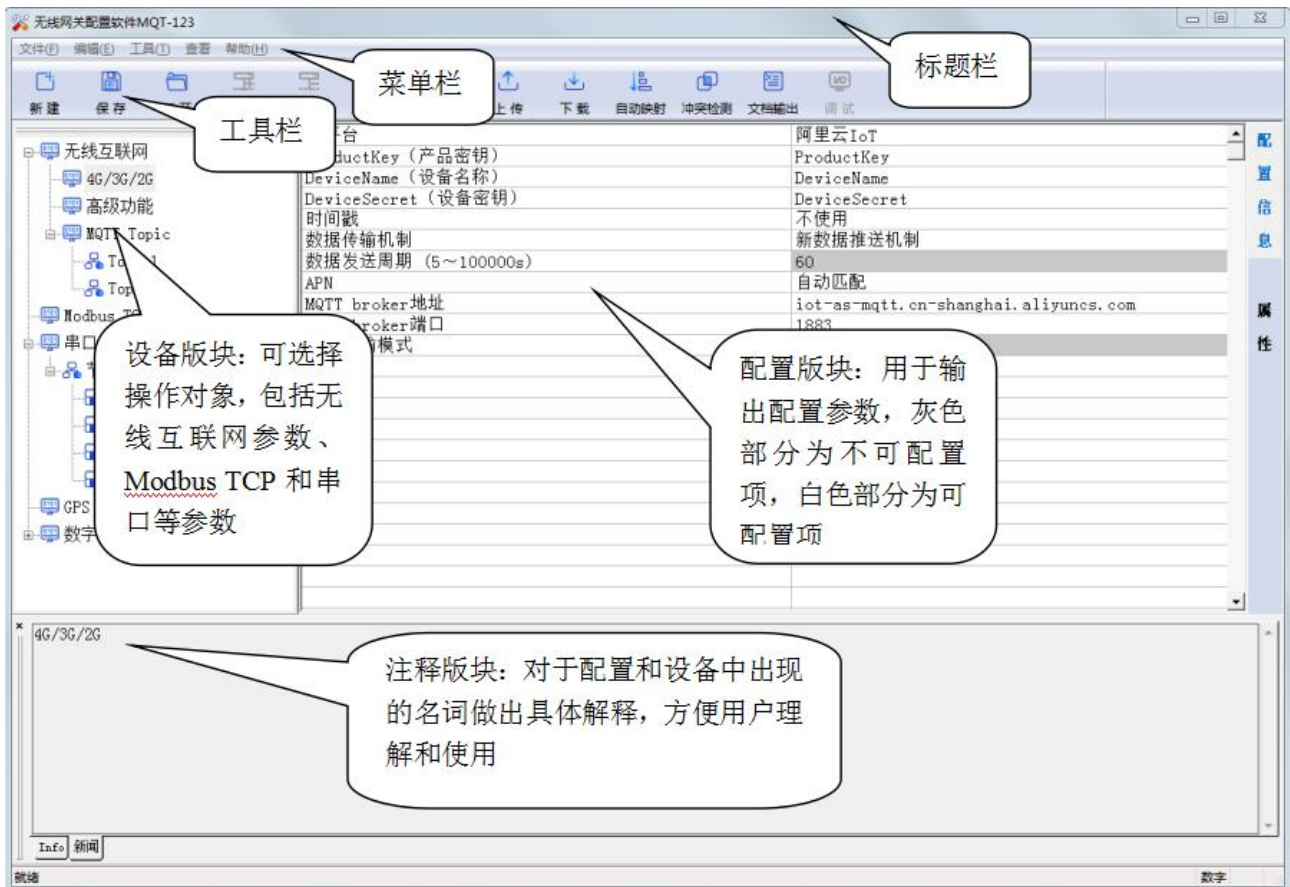 无线网关配置软件MQT-123
文件(F) 编辑(E) 工具(T) 查看 帮助(H)
菜单栏
标题栏
新建 保存 上传 下载 自动映射 冲突检测 文档输出 调试
工具栏
无线互联网
4G/3G/2G
高级功能
MQTT Topic
Modbus
串口
GPS
数字
平台 阿里云IoT
ductKey (产品密钥) ProductKey
DeviceName (设备名称) DeviceName
DeviceSecret (设备密钥) DeviceSecret
时间戳 不使用
数据传输机制 新数据推送机制
数据发送周期 (5～100000s) 60
APN 自动匹配
MQTT broker地址 iot-as-mqtt.cn-shanghai.aliyuncs.com
roker端口 1883
模式
配置信息
属性
设备版块：可选择
操作对象，包括无
线互联网参数、
Modbus TCP 和串
口等参数
配置版块：用于输
出配置参数，灰色
部分为不可配置
项，白色部分为可
配置项
4G/3G/2G
注释版块：对于配置和设备中出现
的名词做出具体解释，方便用户理
解和使用
Info 新闻
就绪 数字